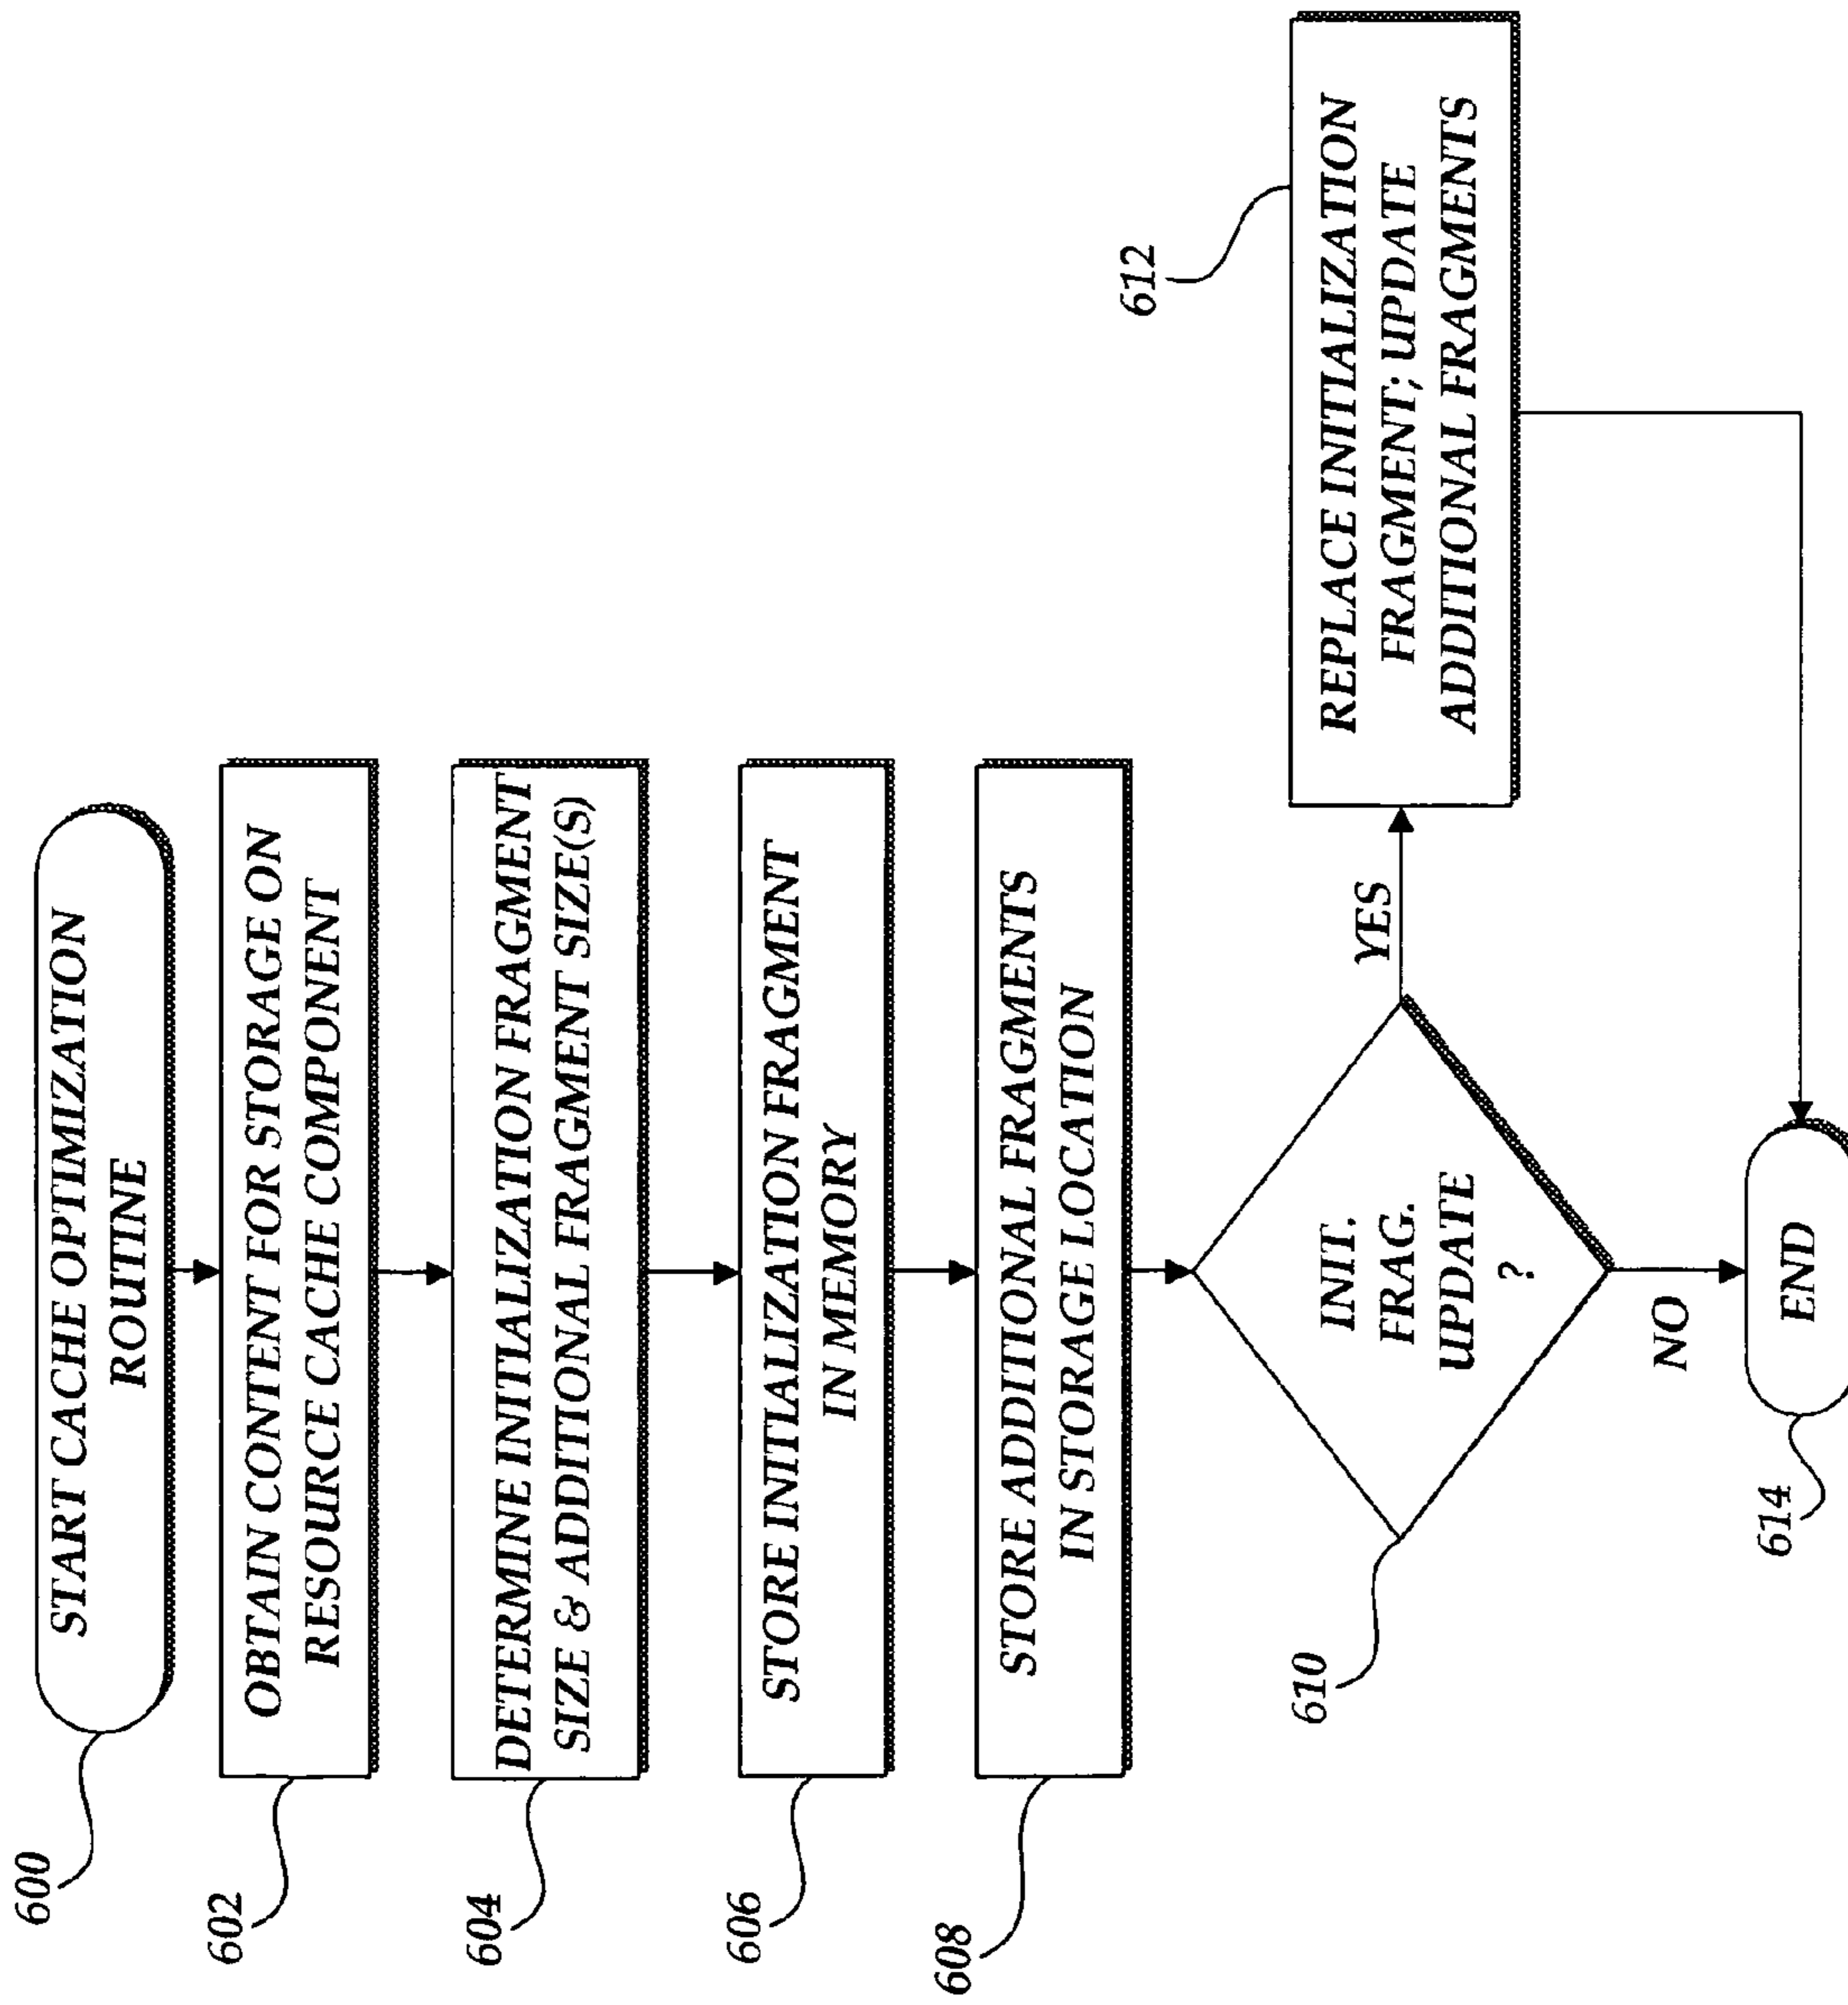 600
START CACHE OPTIMIZATION
ROUTINE
602
OBTAIN CONTENT FOR STORAGE ON
RESOURCE CACHE COMPONENT
604
DETERMINE INITIALIZATION FRAGMENT
SIZE & ADDITIONAL FRAGMENT SIZE(S)
606
STORE INITIALIZATION FRAGMENT
IN MEMORY
608
STORE ADDITIONAL FRAGMENTS
IN STORAGE LOCATION
610
INIT.
FRAG.
UPDATE
?
YES
612
REPLACE INITIALIZATION
FRAGMENT; UPDATE
ADDITIONAL FRAGMENTS
NO
614
END